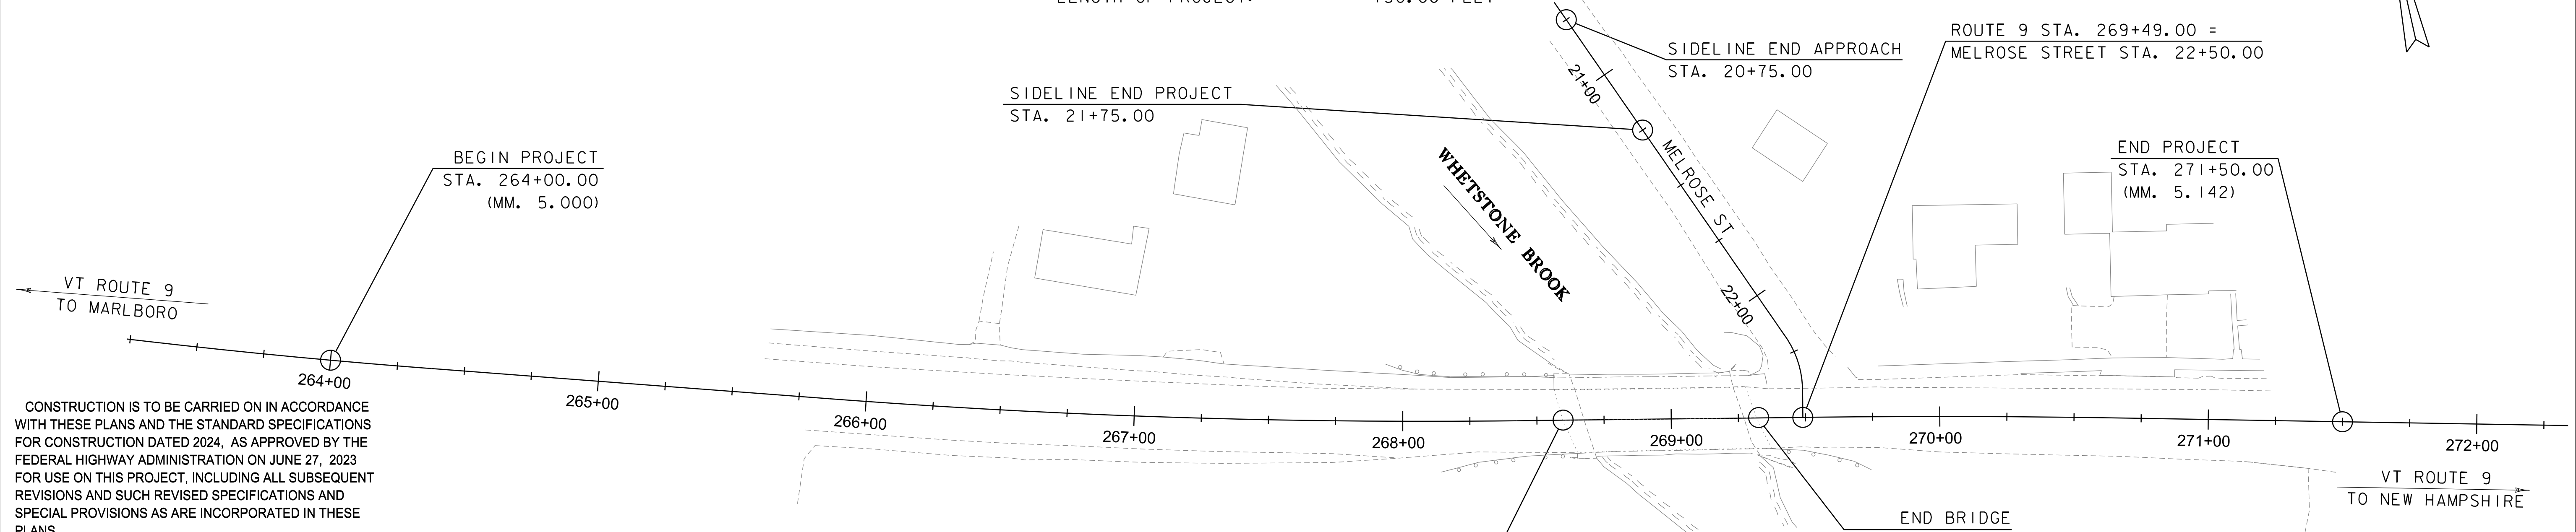 SIDELINE END APPROACH
STA. 20+75.00
ROUTE 9 STA. 269+49.00 =
MELROSE STREET STA. 22+50.00
SIDELINE END PROJECT
STA. 21+75.00
21+00
MELROSE ST
22+00
WHETSTONE BROOK
BEGIN PROJECT
STA. 264+00.00
(MM. 5.000)
END PROJECT
STA. 271+50.00
(MM. 5.142)
VT ROUTE 9
TO MARLBORO
264+00
265+00
266+00
267+00
268+00
269+00
270+00
271+00
272+00
CONSTRUCTION IS TO BE CARRIED ON IN ACCORDANCE
WITH THESE PLANS AND THE STANDARD SPECIFICATIONS
FOR CONSTRUCTION DATED 2024, AS APPROVED BY THE
FEDERAL HIGHWAY ADMINISTRATION ON JUNE 27, 2023
FOR USE ON THIS PROJECT, INCLUDING ALL SUBSEQUENT
REVISIONS AND SUCH REVISED SPECIFICATIONS AND
SPECIAL PROVISIONS AS ARE INCORPORATED IN THESE
PLANS
VT ROUTE 9
TO NEW HAMPSHIRE
END BRIDGE